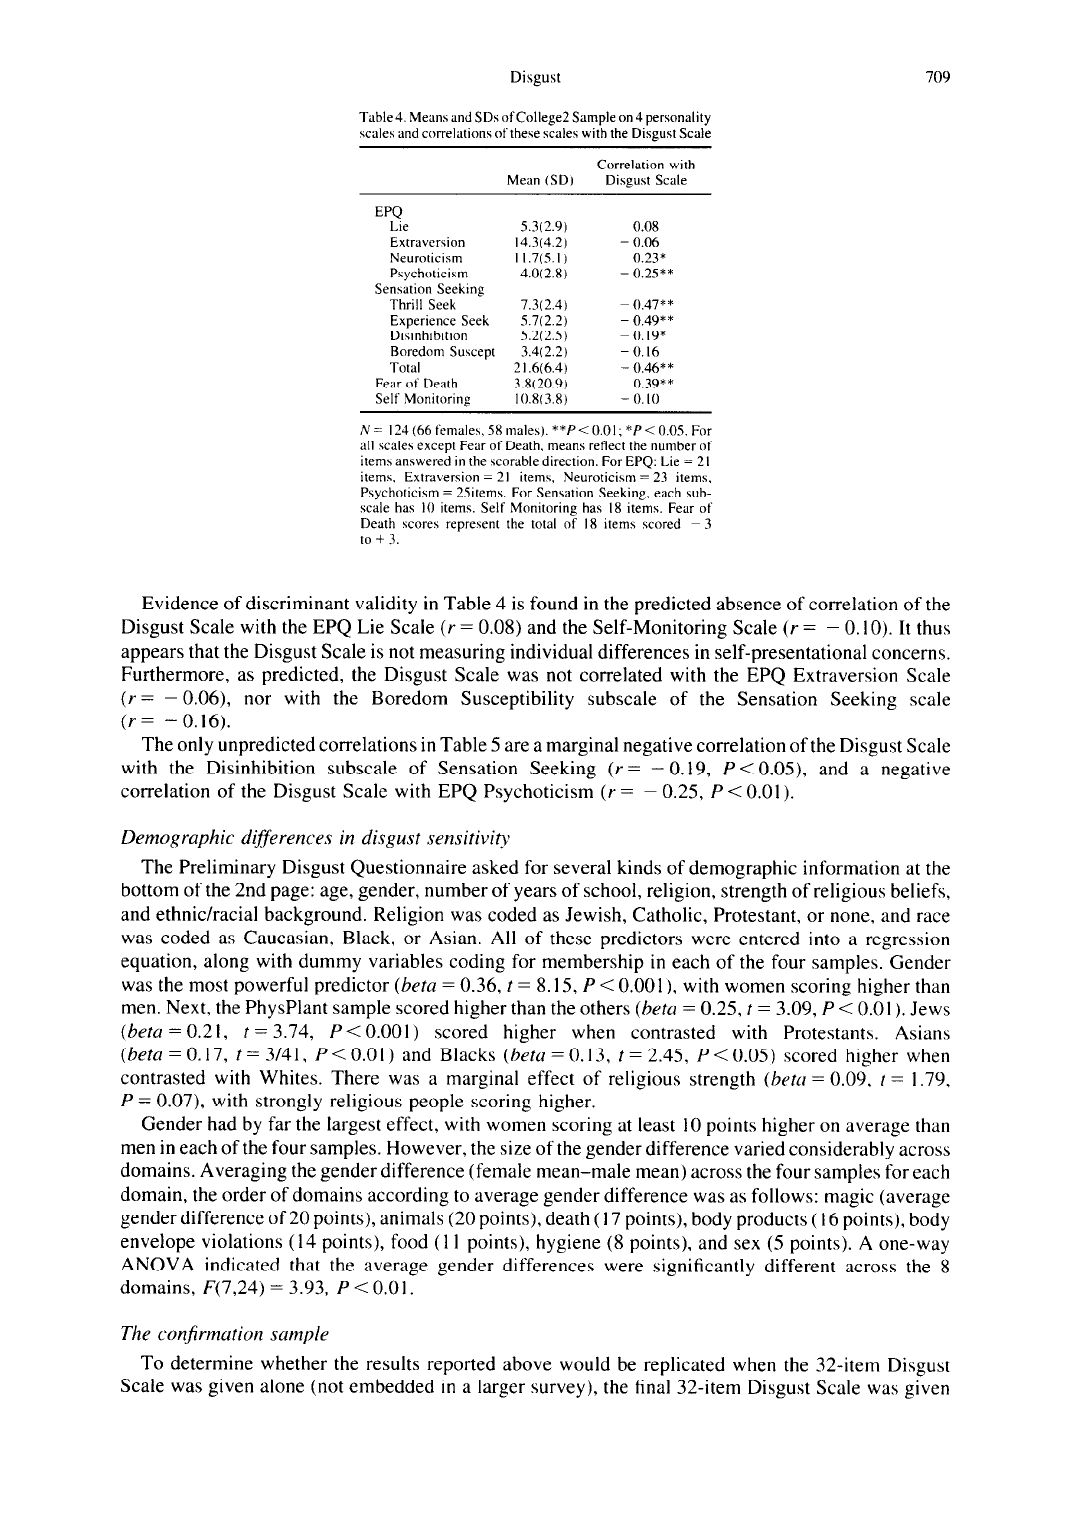 Disgust
709
Table 4. Means and SDs of College2 Sample on 4 personality
scales and correlations of these scales with the Disgust Scale
Correlation with
Mean (SD) Disgust Scale
EPQ
Lie 5.3(2.9) 0.08
Extraversion 14.3(4.2) − 0.06
Neuroticism 11.7(5.1) 0.23*
Psychoticism 4.0(2.8) − 0.25**
Sensation Seeking
Thrill Seek 7.3(2.4) − 0.47**
Experience Seek 5.7(2.2) − 0.49**
Disinhibition 5.2(2.5) − 0.19*
Boredom Suscept 3.4(2.2) − 0.16
Total 21.6(6.4) − 0.46**
Fear of Death 3.8(20.9) 0.39**
Self Monitoring 10.8(3.8) − 0.10
N = 124 (66 females, 58 males). **P < 0.01; *P < 0.05. For
all scales except Fear of Death, means reflect the number of
items answered in the scorable direction. For EPQ: Lie = 21
items, Extraversion = 21 items, Neuroticism = 23 items,
Psychoticism = 25items. For Sensation Seeking, each sub-
scale has 10 items. Self Monitoring has 18 items. Fear of
Death scores represent the total of 18 items scored − 3
to + 3.
Evidence of discriminant validity in Table 4 is found in the predicted absence of correlation of the
Disgust Scale with the EPQ Lie Scale (r = 0.08) and the Self-Monitoring Scale (r = − 0.10). It thus
appears that the Disgust Scale is not measuring individual differences in self-presentational concerns.
Furthermore, as predicted, the Disgust Scale was not correlated with the EPQ Extraversion Scale
(r = − 0.06), nor with the Boredom Susceptibility subscale of the Sensation Seeking scale
(r = − 0.16).
The only unpredicted correlations in Table 5 are a marginal negative correlation of the Disgust Scale
with the Disinhibition subscale of Sensation Seeking (r = − 0.19, P < 0.05), and a negative
correlation of the Disgust Scale with EPQ Psychoticism (r = − 0.25, P < 0.01).
Demographic differences in disgust sensitivity
The Preliminary Disgust Questionnaire asked for several kinds of demographic information at the
bottom of the 2nd page: age, gender, number of years of school, religion, strength of religious beliefs,
and ethnic/racial background. Religion was coded as Jewish, Catholic, Protestant, or none, and race
was coded as Caucasian, Black, or Asian. All of these predictors were entered into a regression
equation, along with dummy variables coding for membership in each of the four samples. Gender
was the most powerful predictor (beta = 0.36, t = 8.15, P < 0.001), with women scoring higher than
men. Next, the PhysPlant sample scored higher than the others (beta = 0.25, t = 3.09, P < 0.01). Jews
(beta = 0.21, t = 3.74, P < 0.001) scored higher when contrasted with Protestants. Asians
(beta = 0.17, t = 3/41, P < 0.01) and Blacks (beta = 0.13, t = 2.45, P < 0.05) scored higher when
contrasted with Whites. There was a marginal effect of religious strength (beta = 0.09, t = 1.79,
P = 0.07), with strongly religious people scoring higher.
Gender had by far the largest effect, with women scoring at least 10 points higher on average than
men in each of the four samples. However, the size of the gender difference varied considerably across
domains. Averaging the gender difference (female mean–male mean) across the four samples for each
domain, the order of domains according to average gender difference was as follows: magic (average
gender difference of 20 points), animals (20 points), death (17 points), body products (16 points), body
envelope violations (14 points), food (11 points), hygiene (8 points), and sex (5 points). A one-way
ANOVA indicated that the average gender differences were significantly different across the 8
domains, F(7,24) = 3.93, P < 0.01.
The confirmation sample
To determine whether the results reported above would be replicated when the 32-item Disgust
Scale was given alone (not embedded in a larger survey), the final 32-item Disgust Scale was given